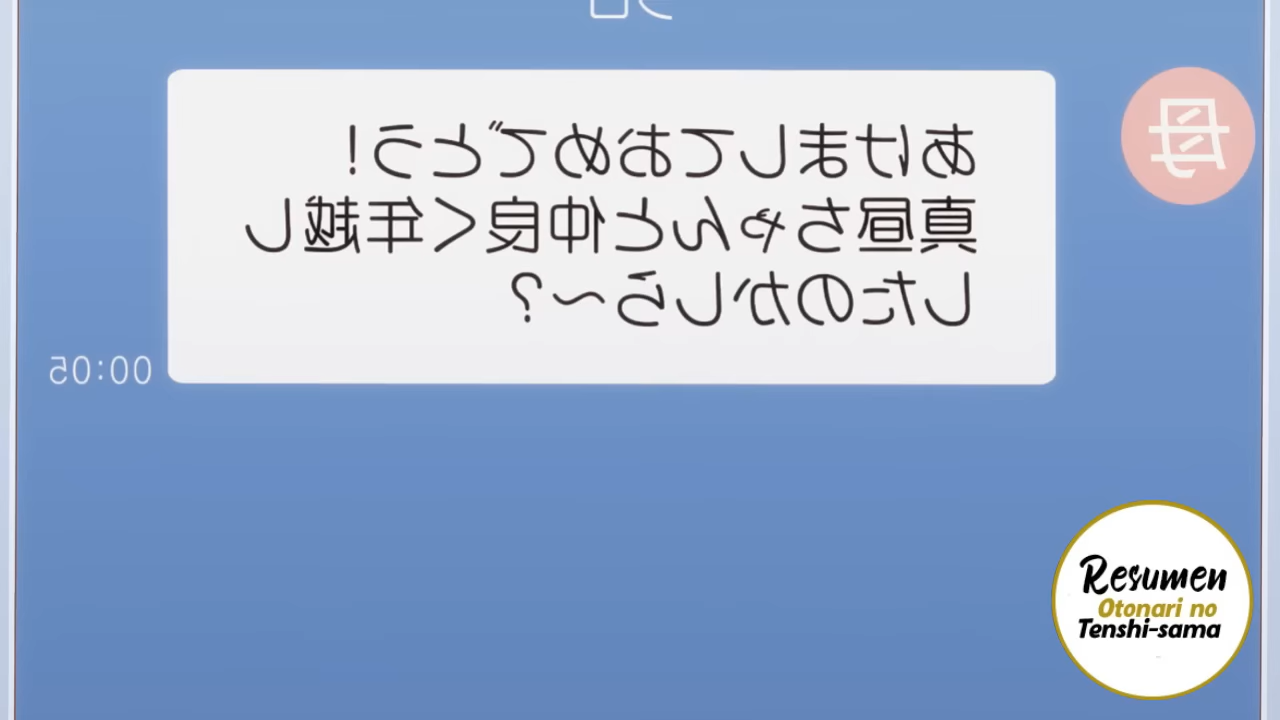 母
あけましておめでとう!
真昼ちゃんと仲良く年越し
したのかしら〜?
00:05
Resumen
Otonari no
Tenshi-sama